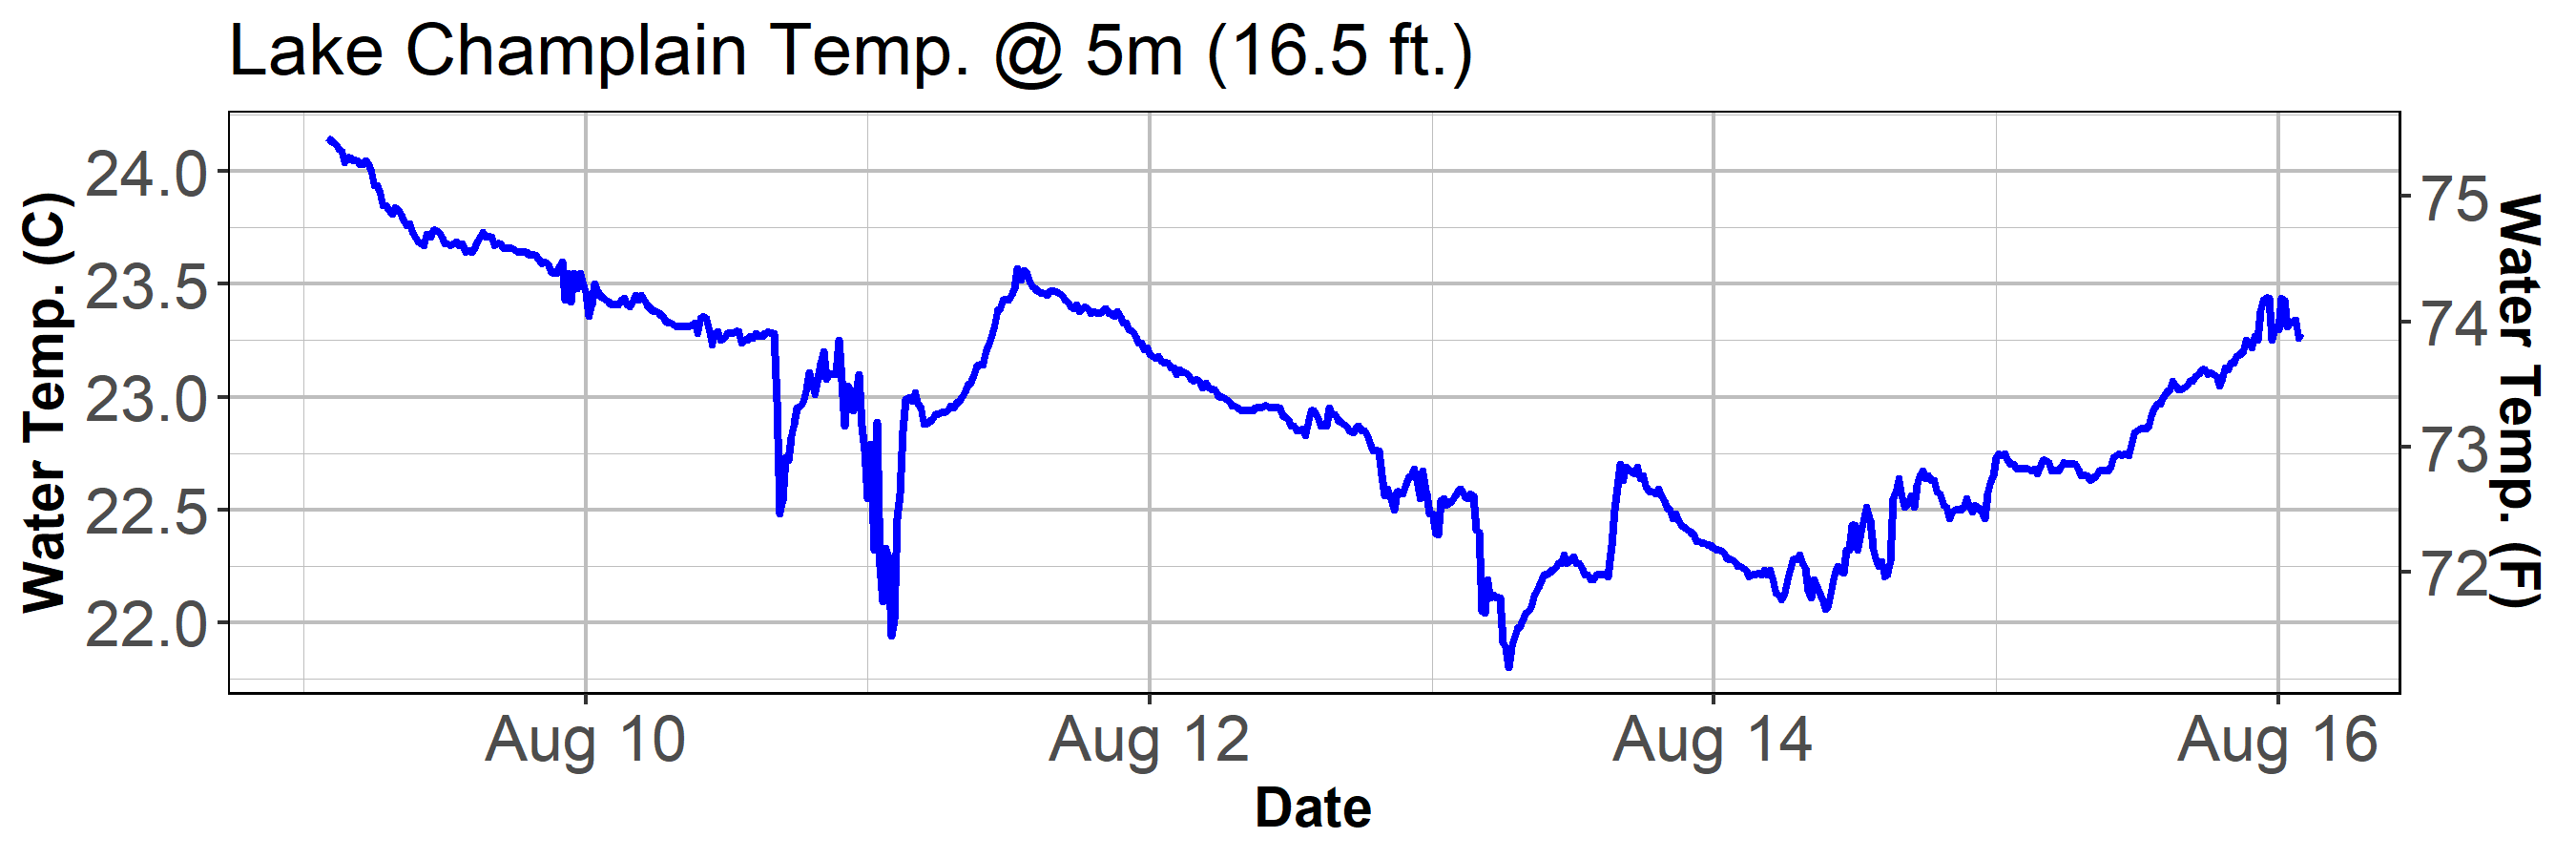 Lake Champlain Temp. @ 5m (16.5 ft.)
Water Temp. (C)
24.0
23.5
23.0
22.5
22.0
75
74
73
72
Water Temp. (F)
Aug 10
Aug 12
Aug 14
Aug 16
Date